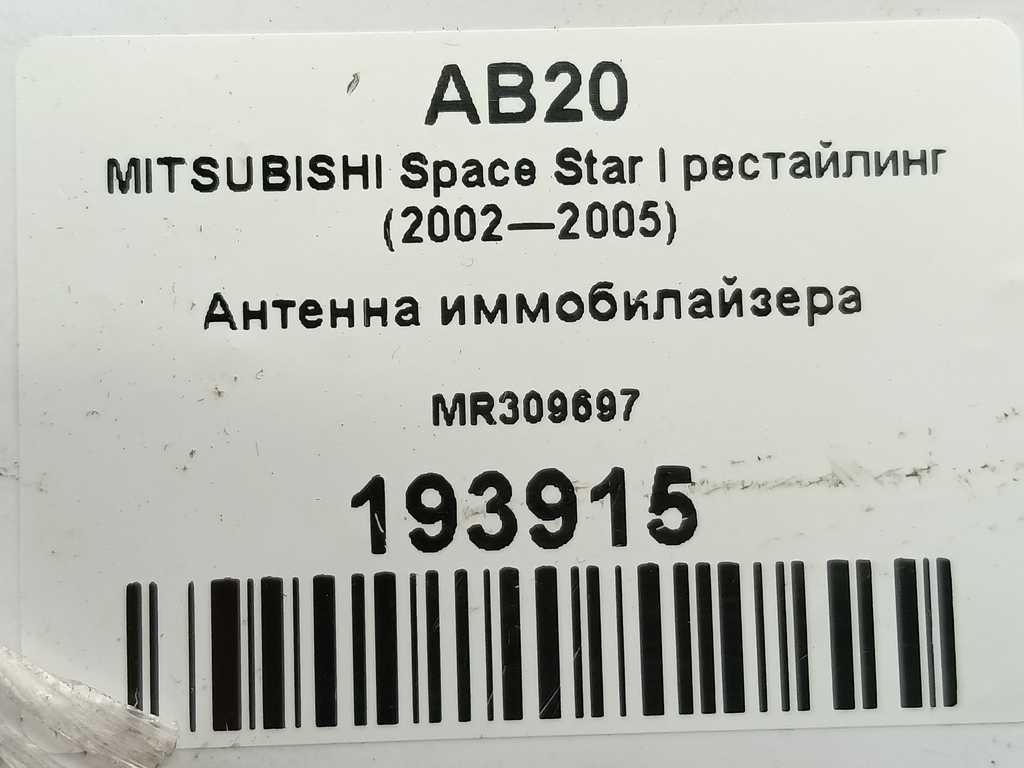 AB20
MITSUBISHI Space Star I рестайлинг
(2002—2005)
Антенна иммобилайзера
MR309697
193915